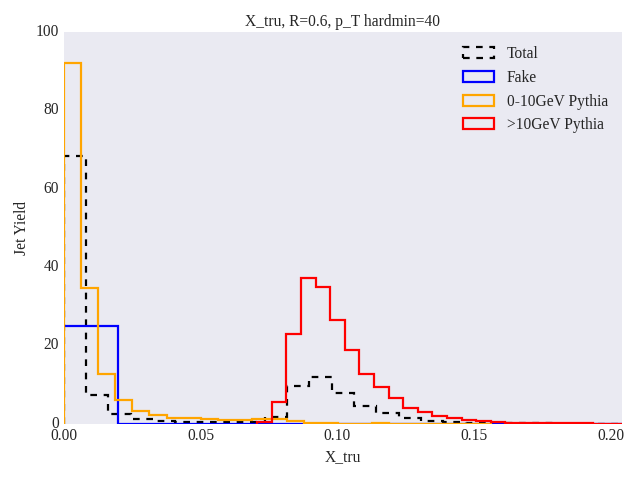 X_tru, R=0.6, p_T hardmin=40
100
80
60
40
20
0
Jet Yield
Total
Fake
0-10GeV Pythia
>10GeV Pythia
0.00 0.05 0.10 0.15 0.20
X_tru